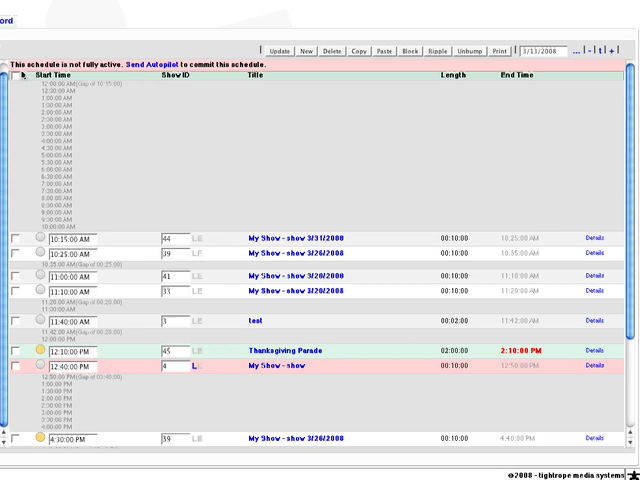 ord
Update New Delete Copy Paste Block Ripple Unbump Print 3/13/2008 ... - t +
This schedule is not fully active. Send Autopilot to commit this schedule.
Start Time Show ID Title Length End Time
12:00:00 AM(Gap of 10:15:00)
12:30:00 AM
1:00:00 AM
1:30:00 AM
2:00:00 AM
2:30:00 AM
3:00:00 AM
3:30:00 AM
4:00:00 AM
4:30:00 AM
5:00:00 AM
5:30:00 AM
6:00:00 AM
6:30:00 AM
7:00:00 AM
7:30:00 AM
8:00:00 AM
8:30:00 AM
9:00:00 AM
9:30:00 AM
10:00:00 AM
10:15:00 AM 44 LE My Show - show 3/31/2008 00:10:00 10:25:00 AM Details
10:25:00 AM 39 LE My Show - show 3/26/2008 00:10:00 10:35:00 AM Details
10:35:00 AM(Gap of 00:25:00)
11:00:00 AM 41 LE My Show - show 3/28/2008 00:10:00 11:10:00 AM Details
11:10:00 AM 33 LE My Show - show 3/20/2008 00:10:00 11:20:00 AM Details
11:20:00 AM(Gap of 00:20:00)
11:30:00 AM
11:40:00 AM 3 LE test 00:02:00 11:42:00 AM Details
11:42:00 AM(Gap of 00:28:00)
12:00:00 PM
12:10:00 PM 45 LE Thanksgiving Parade 02:00:00 2:10:00 PM Details
12:40:00 PM 4 LE My Show - show 00:10:00 12:50:00 PM Details
12:50:00 PM(Gap of 03:40:00)
1:00:00 PM
1:30:00 PM
2:00:00 PM
2:30:00 PM
3:00:00 PM
3:30:00 PM
4:00:00 PM
4:30:00 PM 39 LE My Show - show 3/26/2008 00:10:00 4:40:00 PM Details
©2008 - tightrope media systems